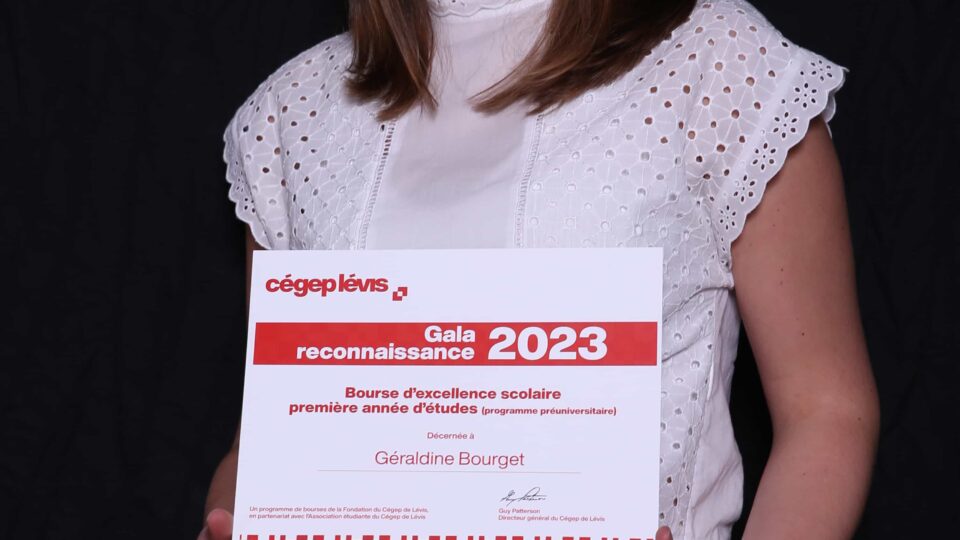 cégep lévis
Gala
reconnaissance 2023
Bourse d'excellence scolaire
première année d'études (programme préuniversitaire)
Décernée à
Géraldine Bourget
Un programme de bourses de la Fondation du Cégep de Lévis,
en partenariat avec l'Association étudiante du Cégep de Lévis
Guy Patterson
Directeur général du Cégep de Lévis